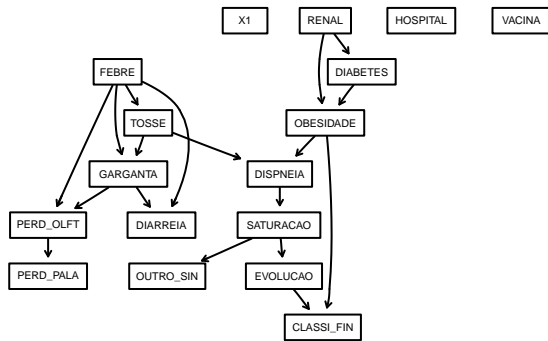 X1
RENAL
HOSPITAL
VACINA
FEBRE
DIABETES
TOSSE
OBESIDADE
GARGANTA
DISPNEIA
PERD_OLFT
DIARREIA
SATURACAO
PERD_PALA
OUTRO_SIN
EVOLUCAO
CLASSI_FIN